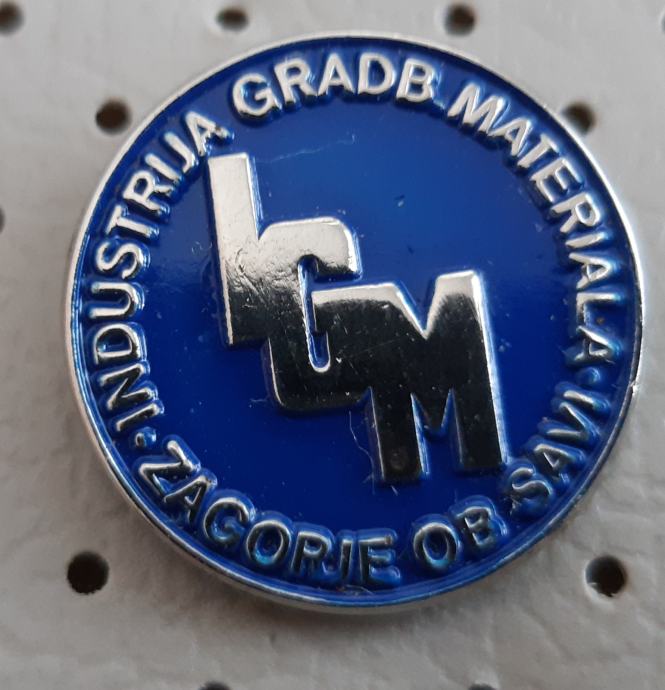 INDUSTRIJA GRADB. MATERIALA
· ZAGORJE OB SAVI ·
IGM